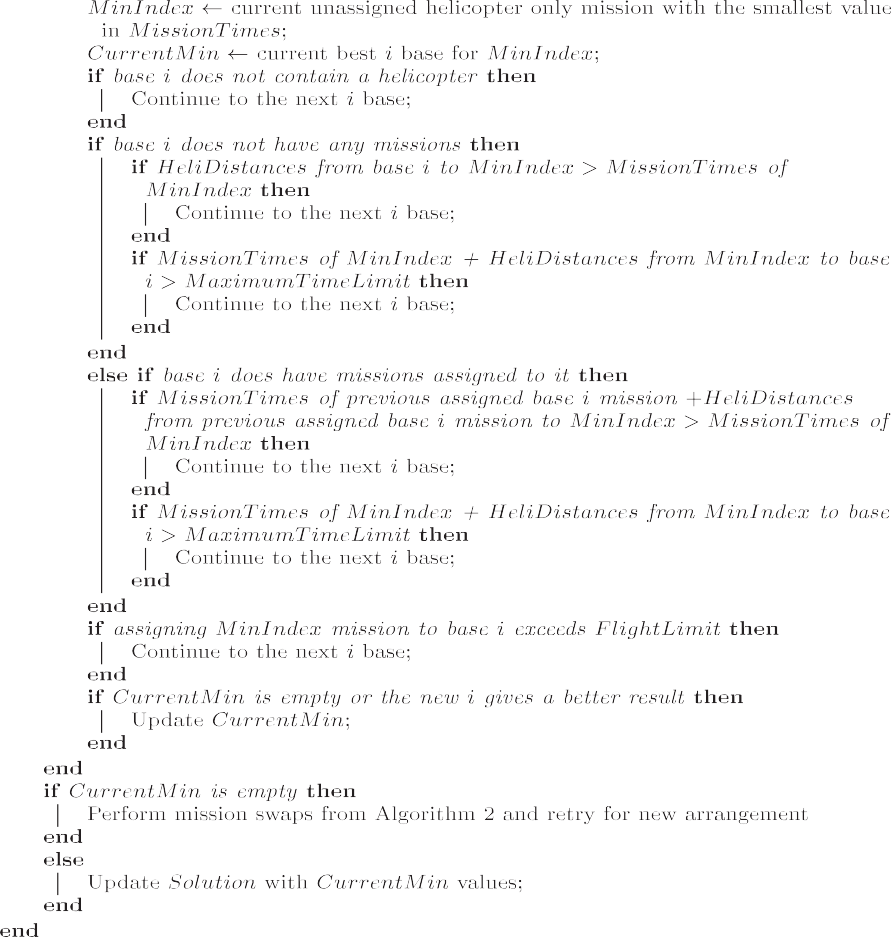 MinIndex ← current unassigned helicopter only mission with the smallest value
in MissionTimes;
CurrentMin ← current best i base for MinIndex;
if base i does not contain a helicopter then
Continue to the next i base;
end
if base i does not have any missions then
if HeliDistances from base i to MinIndex > MissionTimes of
MinIndex then
Continue to the next i base;
end
if MissionTimes of MinIndex + HeliDistances from MinIndex to base
i > MaximumTimeLimit then
Continue to the next i base;
end
end
else if base i does have missions assigned to it then
if MissionTimes of previous assigned base i mission +HeliDistances
from previous assigned base i mission to MinIndex > MissionTimes of
MinIndex then
Continue to the next i base;
end
if MissionTimes of MinIndex + HeliDistances from MinIndex to base
i > MaximumTimeLimit then
Continue to the next i base;
end
end
if assigning MinIndex mission to base i exceeds FlightLimit then
Continue to the next i base;
end
if CurrentMin is empty or the new i gives a better result then
Update CurrentMin;
end
end
if CurrentMin is empty then
Perform mission swaps from Algorithm 2 and retry for new arrangement
end
else
Update Solution with CurrentMin values;
end
end